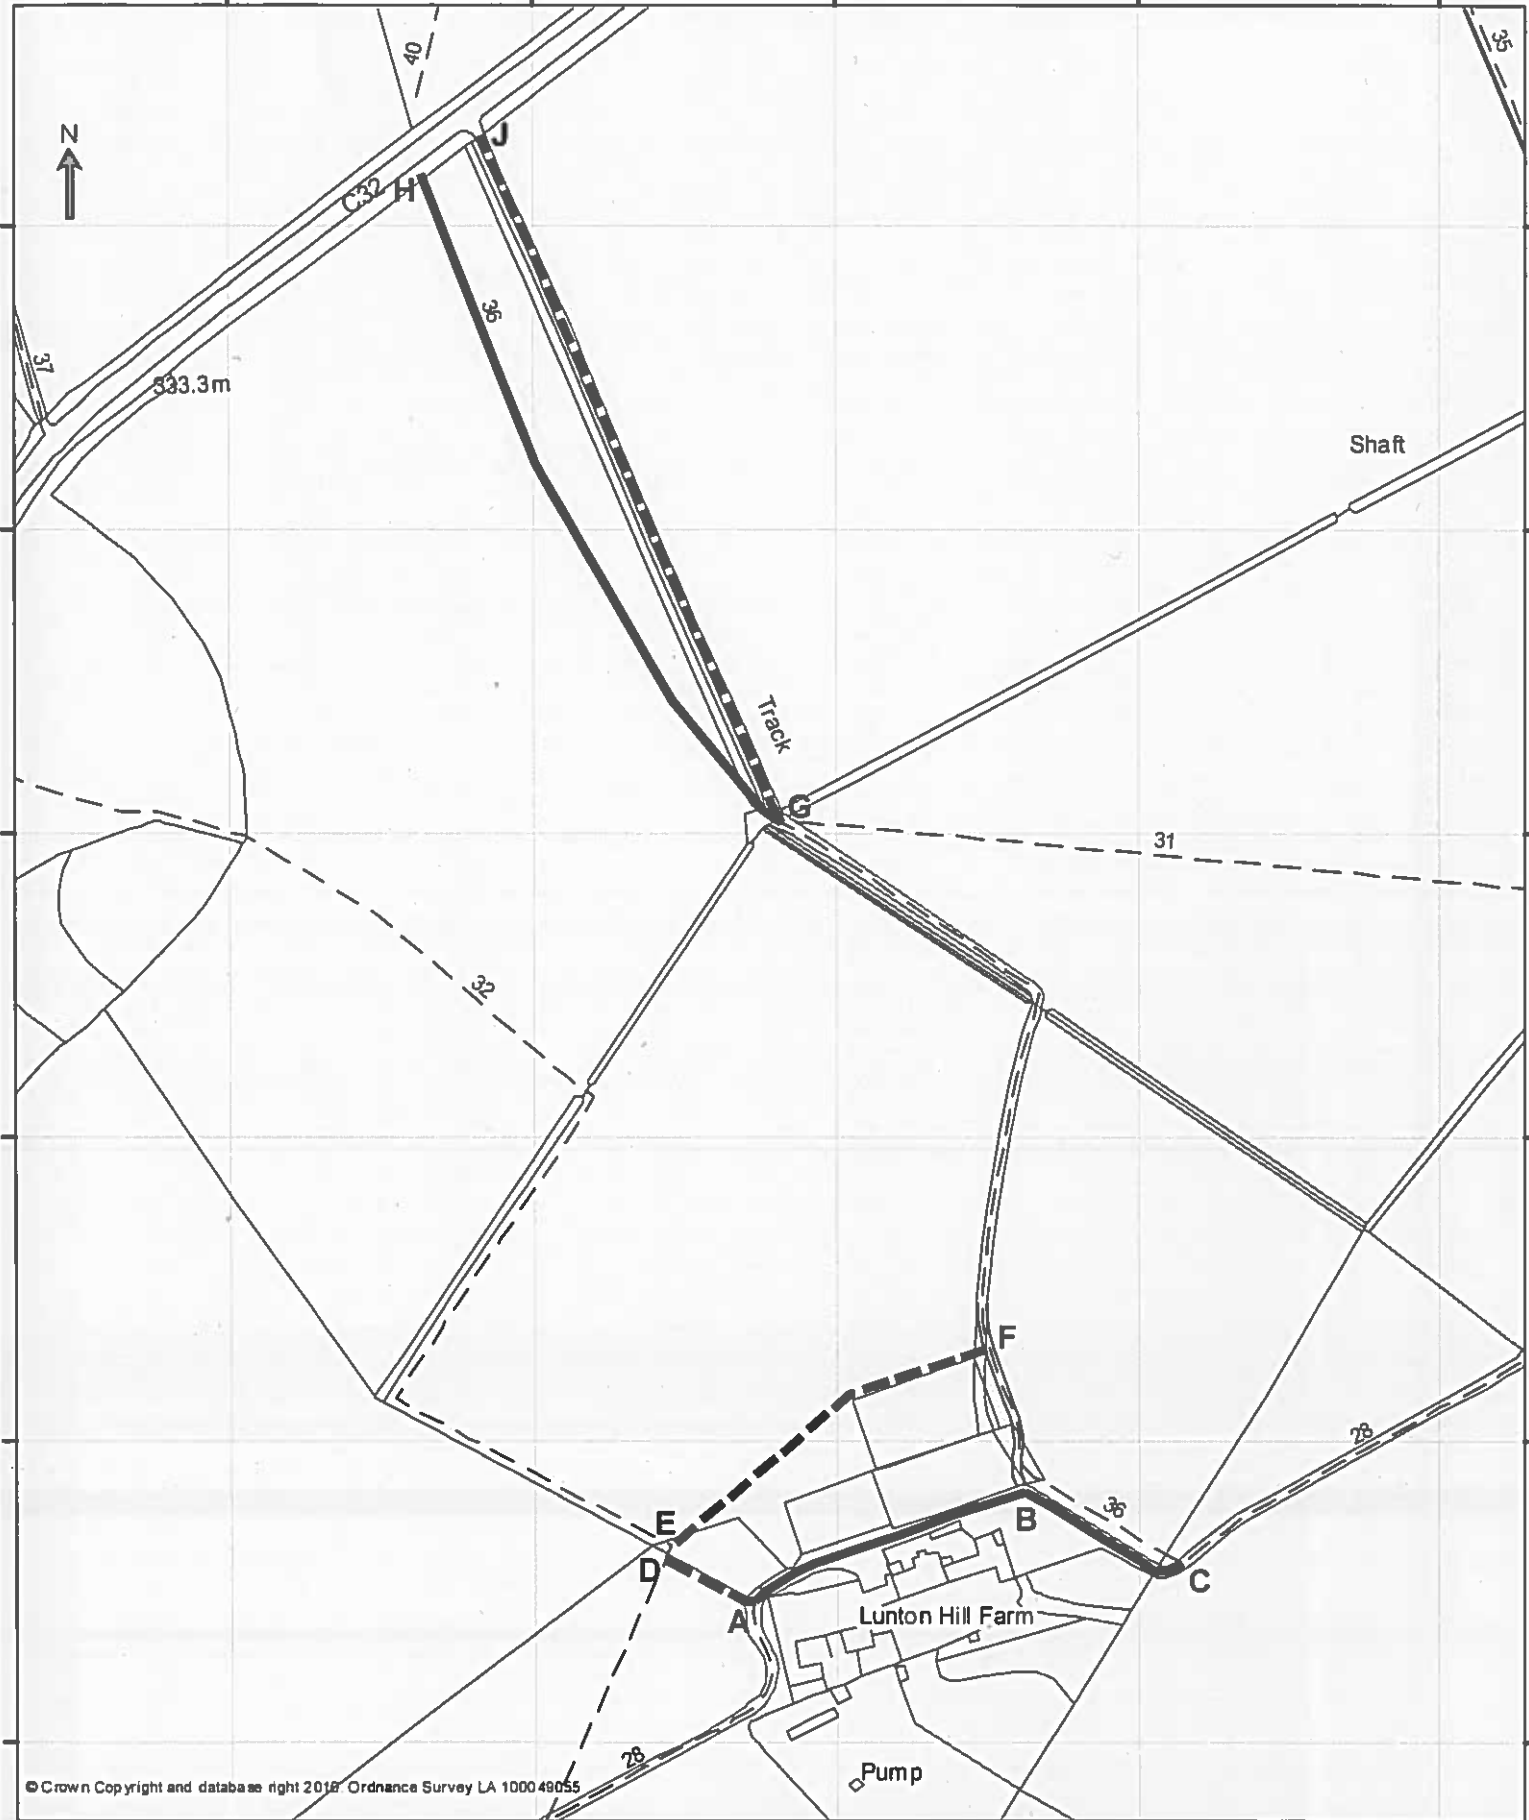 40
35
N
J
C32
H
36
37
333.3m
Shaft
Track
G
31
32
F
28
E
36
B
D
C
A
Lunton Hill Farm
28
Pump
© Crown Copyright and database right 2016. Ordnance Survey LA 100049055